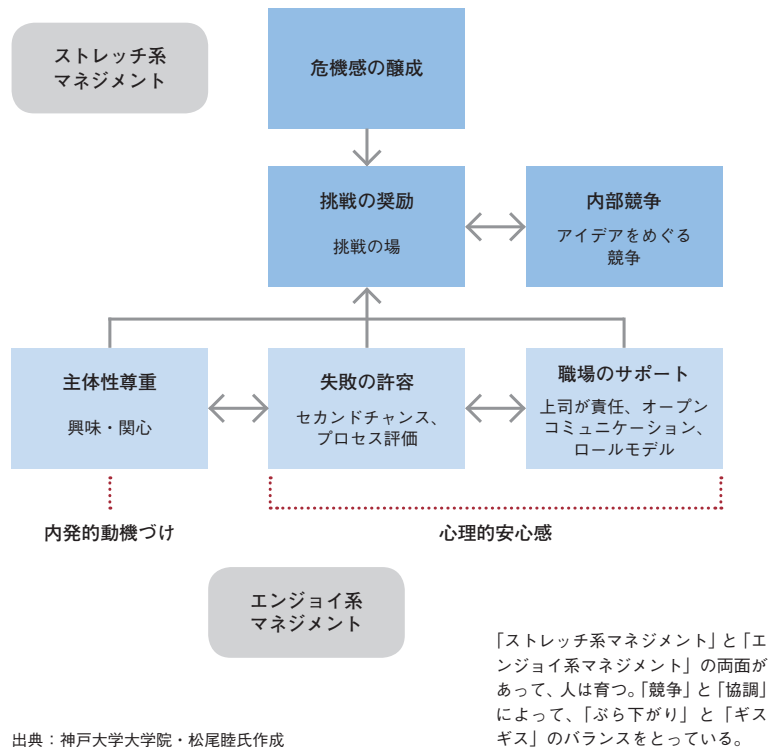 ストレッチ系
マネジメント
危機感の醸成
挑戦の奨励
挑戦の場
内部競争
アイデアをめぐる
競争
主体性尊重
興味・関心
失敗の許容
セカンドチャンス、
プロセス評価
職場のサポート
上司が責任、オープン
コミュニケーション、
ロールモデル
内発的動機づけ
心理的安心感
エンジョイ系
マネジメント
「ストレッチ系マネジメント」と「エ
ンジョイ系マネジメント」の両面が
あって、人は育つ。「競争」と「協調」
によって、「ぶら下がり」と「ギス
ギス」のバランスをとっている。
出典：神戸大学大学院・松尾睦氏作成